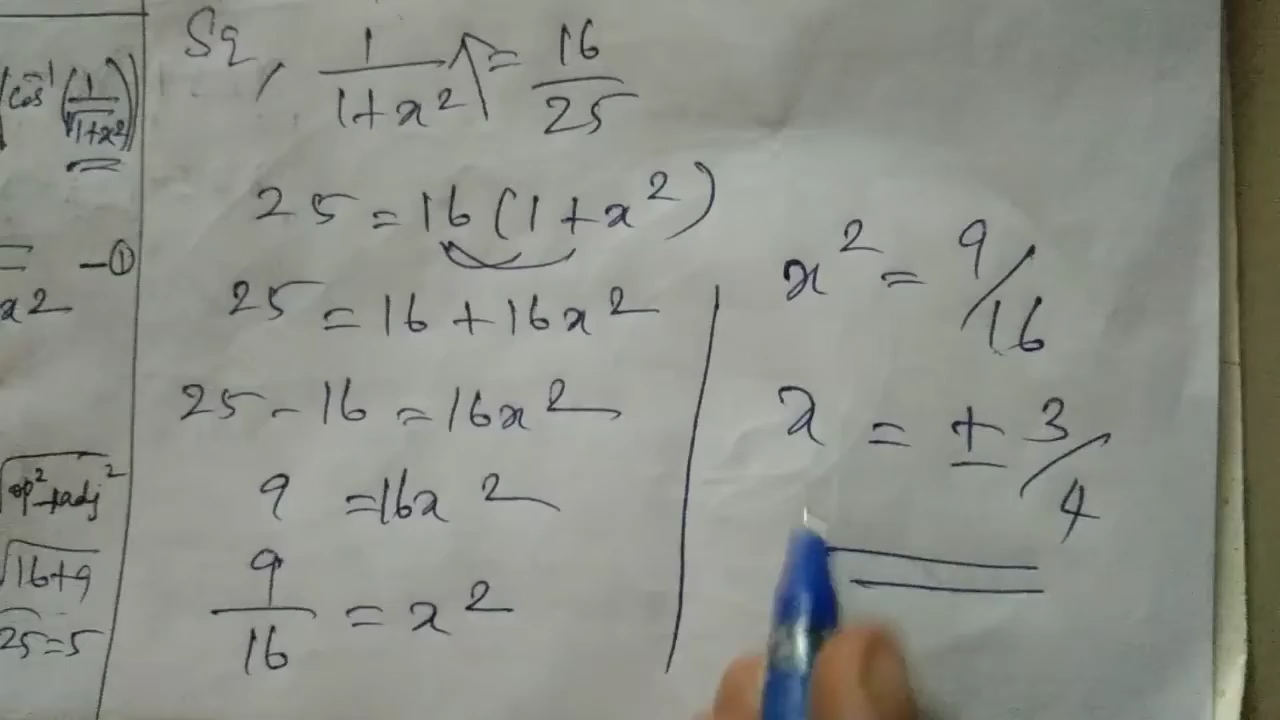 cos⁻¹(1/√1+x²)
= -①
x2
√op²+adj²
√16+9
√25=5
Sq, 1/1+x² = 16/25
25 = 16(1+x²)
25 = 16+16x²
25-16 = 16x²
9 = 16x²
9/16 = x²
x² = 9/16
x = ± 3/4